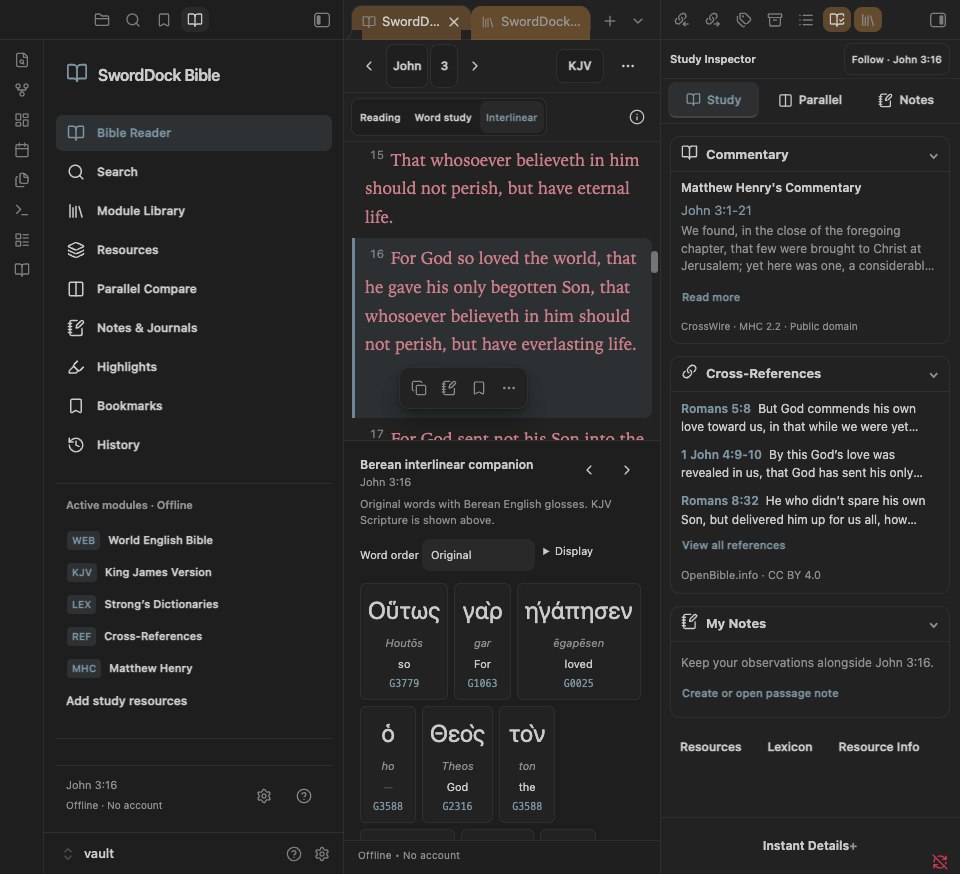 SwordD...
SwordDock...
SwordDock Bible
Bible Reader
Search
Module Library
Resources
Parallel Compare
Notes & Journals
Highlights
Bookmarks
History
Active modules · Offline
WEB World English Bible
KJV King James Version
LEX Strong's Dictionaries
REF Cross-References
MHC Matthew Henry
Add study resources
John 3:16
Offline · No account
vault
John 3 KJV
Reading Word study Interlinear
15 That whosoever believeth in him
should not perish, but have eternal
life.
16 For God so loved the world, that
he gave his only begotten Son, that
whosoever believeth in him should
not perish, but have everlasting life.
17 For God sent not his Son into the
Berean interlinear companion
John 3:16
Original words with Berean English glosses. KJV
Scripture is shown above.
Word order Original Display
Οὕτως γὰρ ἠγάπησεν
Houtōs gar ēgapēsen
so For loved
G3779 G1063 G0025
ὁ Θεὸς τὸν
ho Theos ton
— God the
G3588 G2316 G3588
Offline · No account
Study Inspector
Follow · John 3:16
Study Parallel Notes
Commentary
Matthew Henry's Commentary
John 3:1-21
We found, in the close of the foregoing
chapter, that few were brought to Christ at
Jerusalem; yet here was one, a considerabl...
Read more
CrossWire · MHC 2.2 · Public domain
Cross-References
Romans 5:8 But God commends his own
love toward us, in that while we were yet...
1 John 4:9-10 By this God's love was
revealed in us, that God has sent his only...
Romans 8:32 He who didn't spare his own
Son, but delivered him up for us all, how...
View all references
OpenBible.info · CC BY 4.0
My Notes
Keep your observations alongside John 3:16.
Create or open passage note
Resources Lexicon Resource Info
Instant Details+